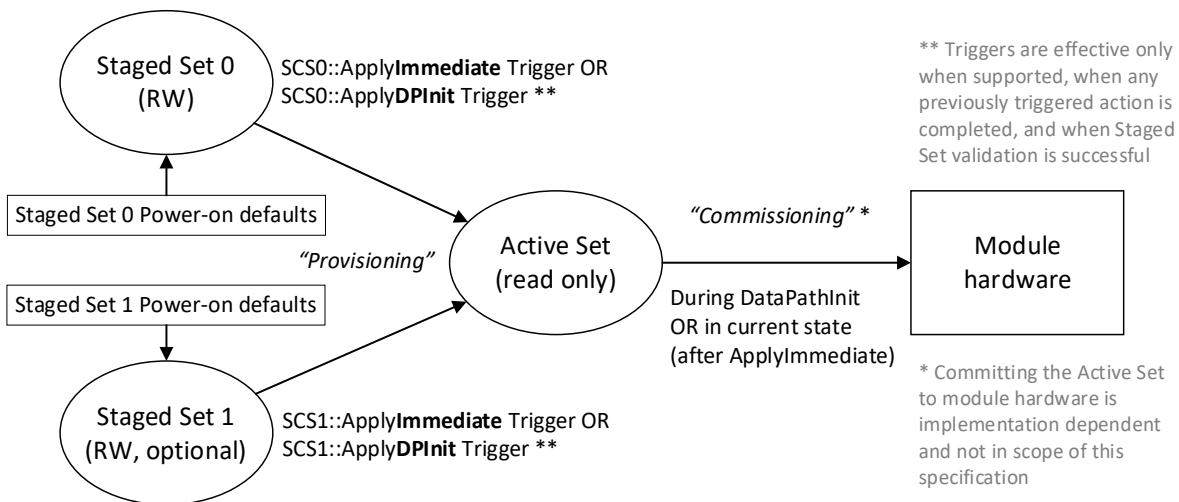 Staged Set 0
(RW)
SCS0::ApplyImmediate Trigger OR
SCS0::ApplyDPInit Trigger **
** Triggers are effective only
when supported, when any
previously triggered action is
completed, and when Staged
Set validation is successful
Staged Set 0 Power-on defaults
“Provisioning”
Active Set
(read only)
“Commissioning” *
During DataPathInit
OR in current state
(after ApplyImmediate)
Module
hardware
Staged Set 1 Power-on defaults
Staged Set 1
(RW, optional)
SCS1::ApplyImmediate Trigger OR
SCS1::ApplyDPInit Trigger **
* Committing the Active Set
to module hardware is
implementation dependent
and not in scope of this
specification